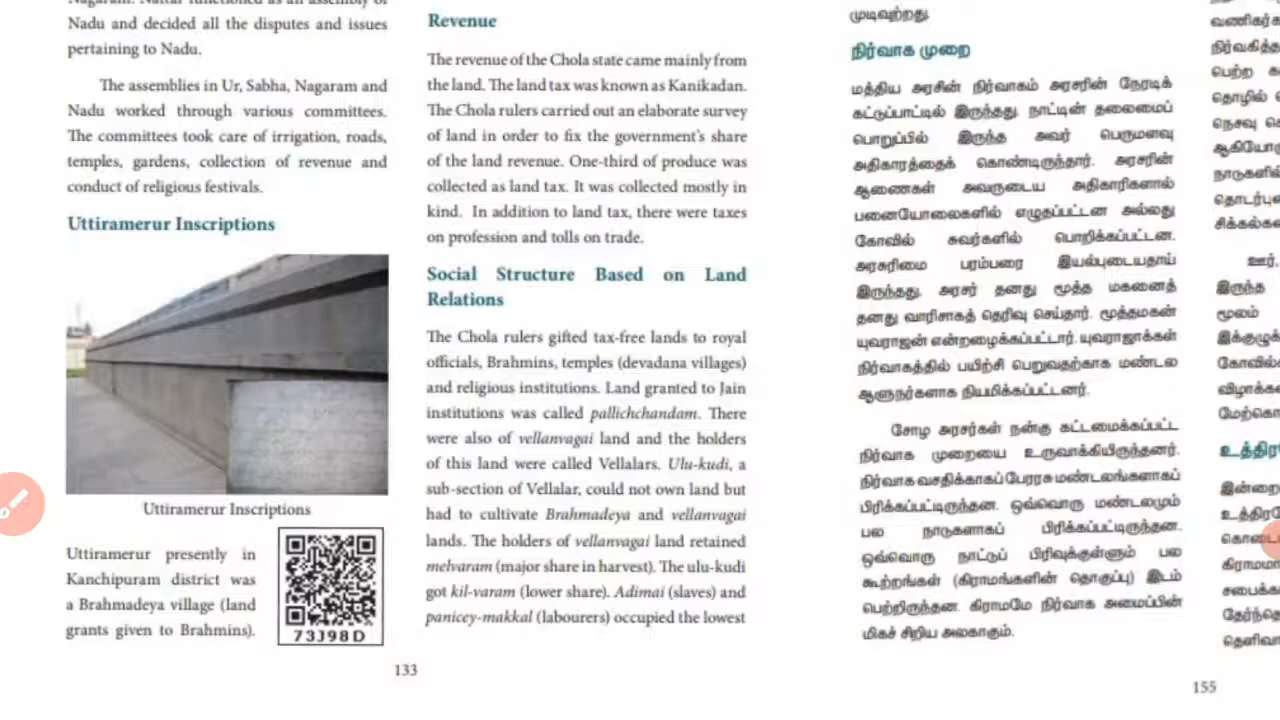 Nadu and decided all the disputes and issues
pertaining to Nadu.
The assemblies in Ur, Sabha, Nagaram and
Nadu worked through various committees.
The committees took care of irrigation, roads,
temples, gardens, collection of revenue and
conduct of religious festivals.
Uttiramerur Inscriptions
Uttiramerur Inscriptions
Uttiramerur presently in
Kanchipuram district was
a Brahmadeya village (land
grants given to Brahmins).
73J98D
Revenue
The revenue of the Chola state came mainly from
the land. The land tax was known as Kanikadan.
The Chola rulers carried out an elaborate survey
of land in order to fix the government's share
of the land revenue. One-third of produce was
collected as land tax. It was collected mostly in
kind. In addition to land tax, there were taxes
on profession and tolls on trade.
Social Structure Based on Land
Relations
The Chola rulers gifted tax-free lands to royal
officials, Brahmins, temples (devadana villages)
and religious institutions. Land granted to Jain
institutions was called pallichchandam. There
were also of vellanvagai land and the holders
of this land were called Vellalars. Ulu-kudi, a
sub-section of Vellalar, could not own land but
had to cultivate Brahmadeya and vellanvagai
lands. The holders of vellanvagai land retained
melvaram (major share in harvest). The ulu-kudi
got kil-varam (lower share). Adimai (slaves) and
panicey-makkal (labourers) occupied the lowest
133
முடிவுற்றது.
நிர்வாக முறை
மத்திய அரசின் நிர்வாகம் அரசரின் நேரடிக்
கட்டுப்பாட்டில் இருந்தது. நாட்டின் தலைமைப்
பொறுப்பில் இருந்த அவர் பெருமளவு
அதிகாரத்தைக் கொண்டிருந்தார். அரசரின்
ஆணைகள் அவருடைய அதிகாரிகளால்
பனையோலைகளில் எழுதப்பட்டன அல்லது
கோவில் சுவர்களில் பொறிக்கப்பட்டன.
அரசுரிமை பரம்பரை இயல்புடையதாய்
இருந்தது. அரசர் தனது மூத்த மகனைத்
தனது வாரிசாகத் தெரிவு செய்தார். மூத்தமகன்
யுவராஜன் என்றழைக்கப்பட்டார். யுவராஜாக்கள்
நிர்வாகத்தில் பயிற்சி பெறுவதற்காக மண்டல
ஆளுநர்களாக நியமிக்கப்பட்டனர்.
சோழ அரசர்கள் நன்கு கட்டமைக்கப்பட்ட
நிர்வாக முறையை உருவாக்கியிருந்தனர்.
நிர்வாக வசதிக்காகப் பேரரசு மண்டலங்களாகப்
பிரிக்கப்பட்டிருந்தன. ஒவ்வொரு மண்டலமும்
பல நாடுகளாகப் பிரிக்கப்பட்டிருந்தன.
ஒவ்வொரு நாட்டுப் பிரிவுக்குள்ளும் பல
கூற்றங்கள் (கிராமங்களின் தொகுப்பு) இடம்
பெற்றிருந்தன. கிராமமே நிர்வாக அமைப்பின்
மிகச் சிறிய அலகாகும்.
நிர்வகித்த
பெற்ற
தொழில்
நெசவு
நாடுகளில்
ஊர்,
இருந்த
மூலம்
155